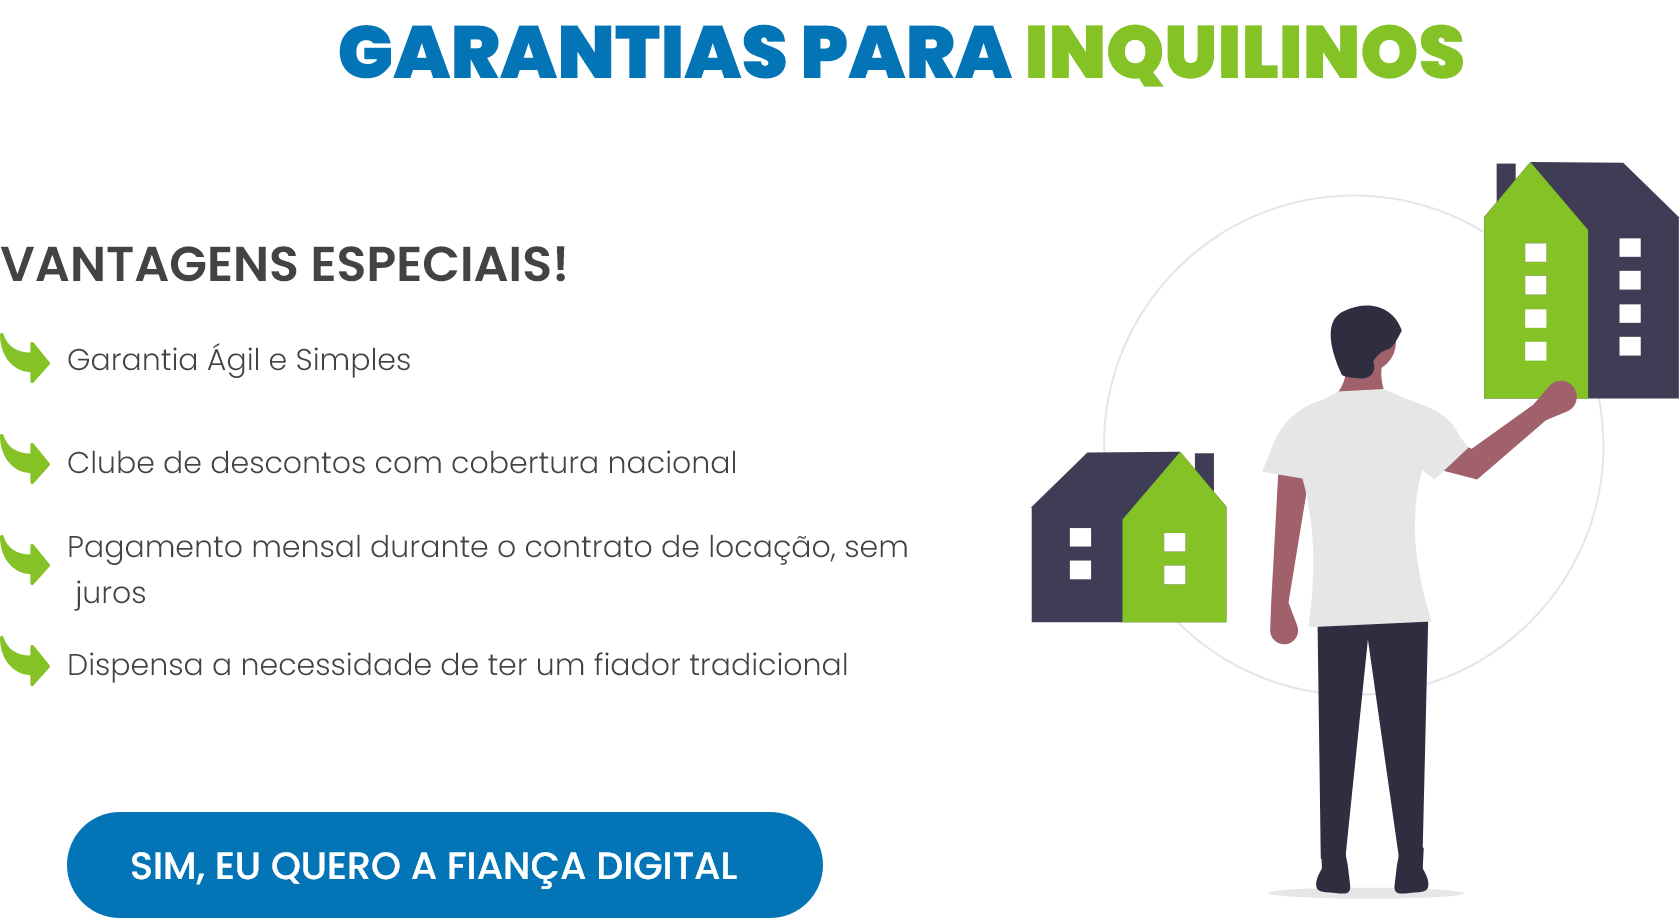 GARANTIAS PARA INQUILINOS
VANTAGENS ESPECIAIS!
Garantia Ágil e Simples
Clube de descontos com cobertura nacional
Pagamento mensal durante o contrato de locação, sem
juros
Dispensa a necessidade de ter um fiador tradicional
SIM, EU QUERO A FIANÇA DIGITAL